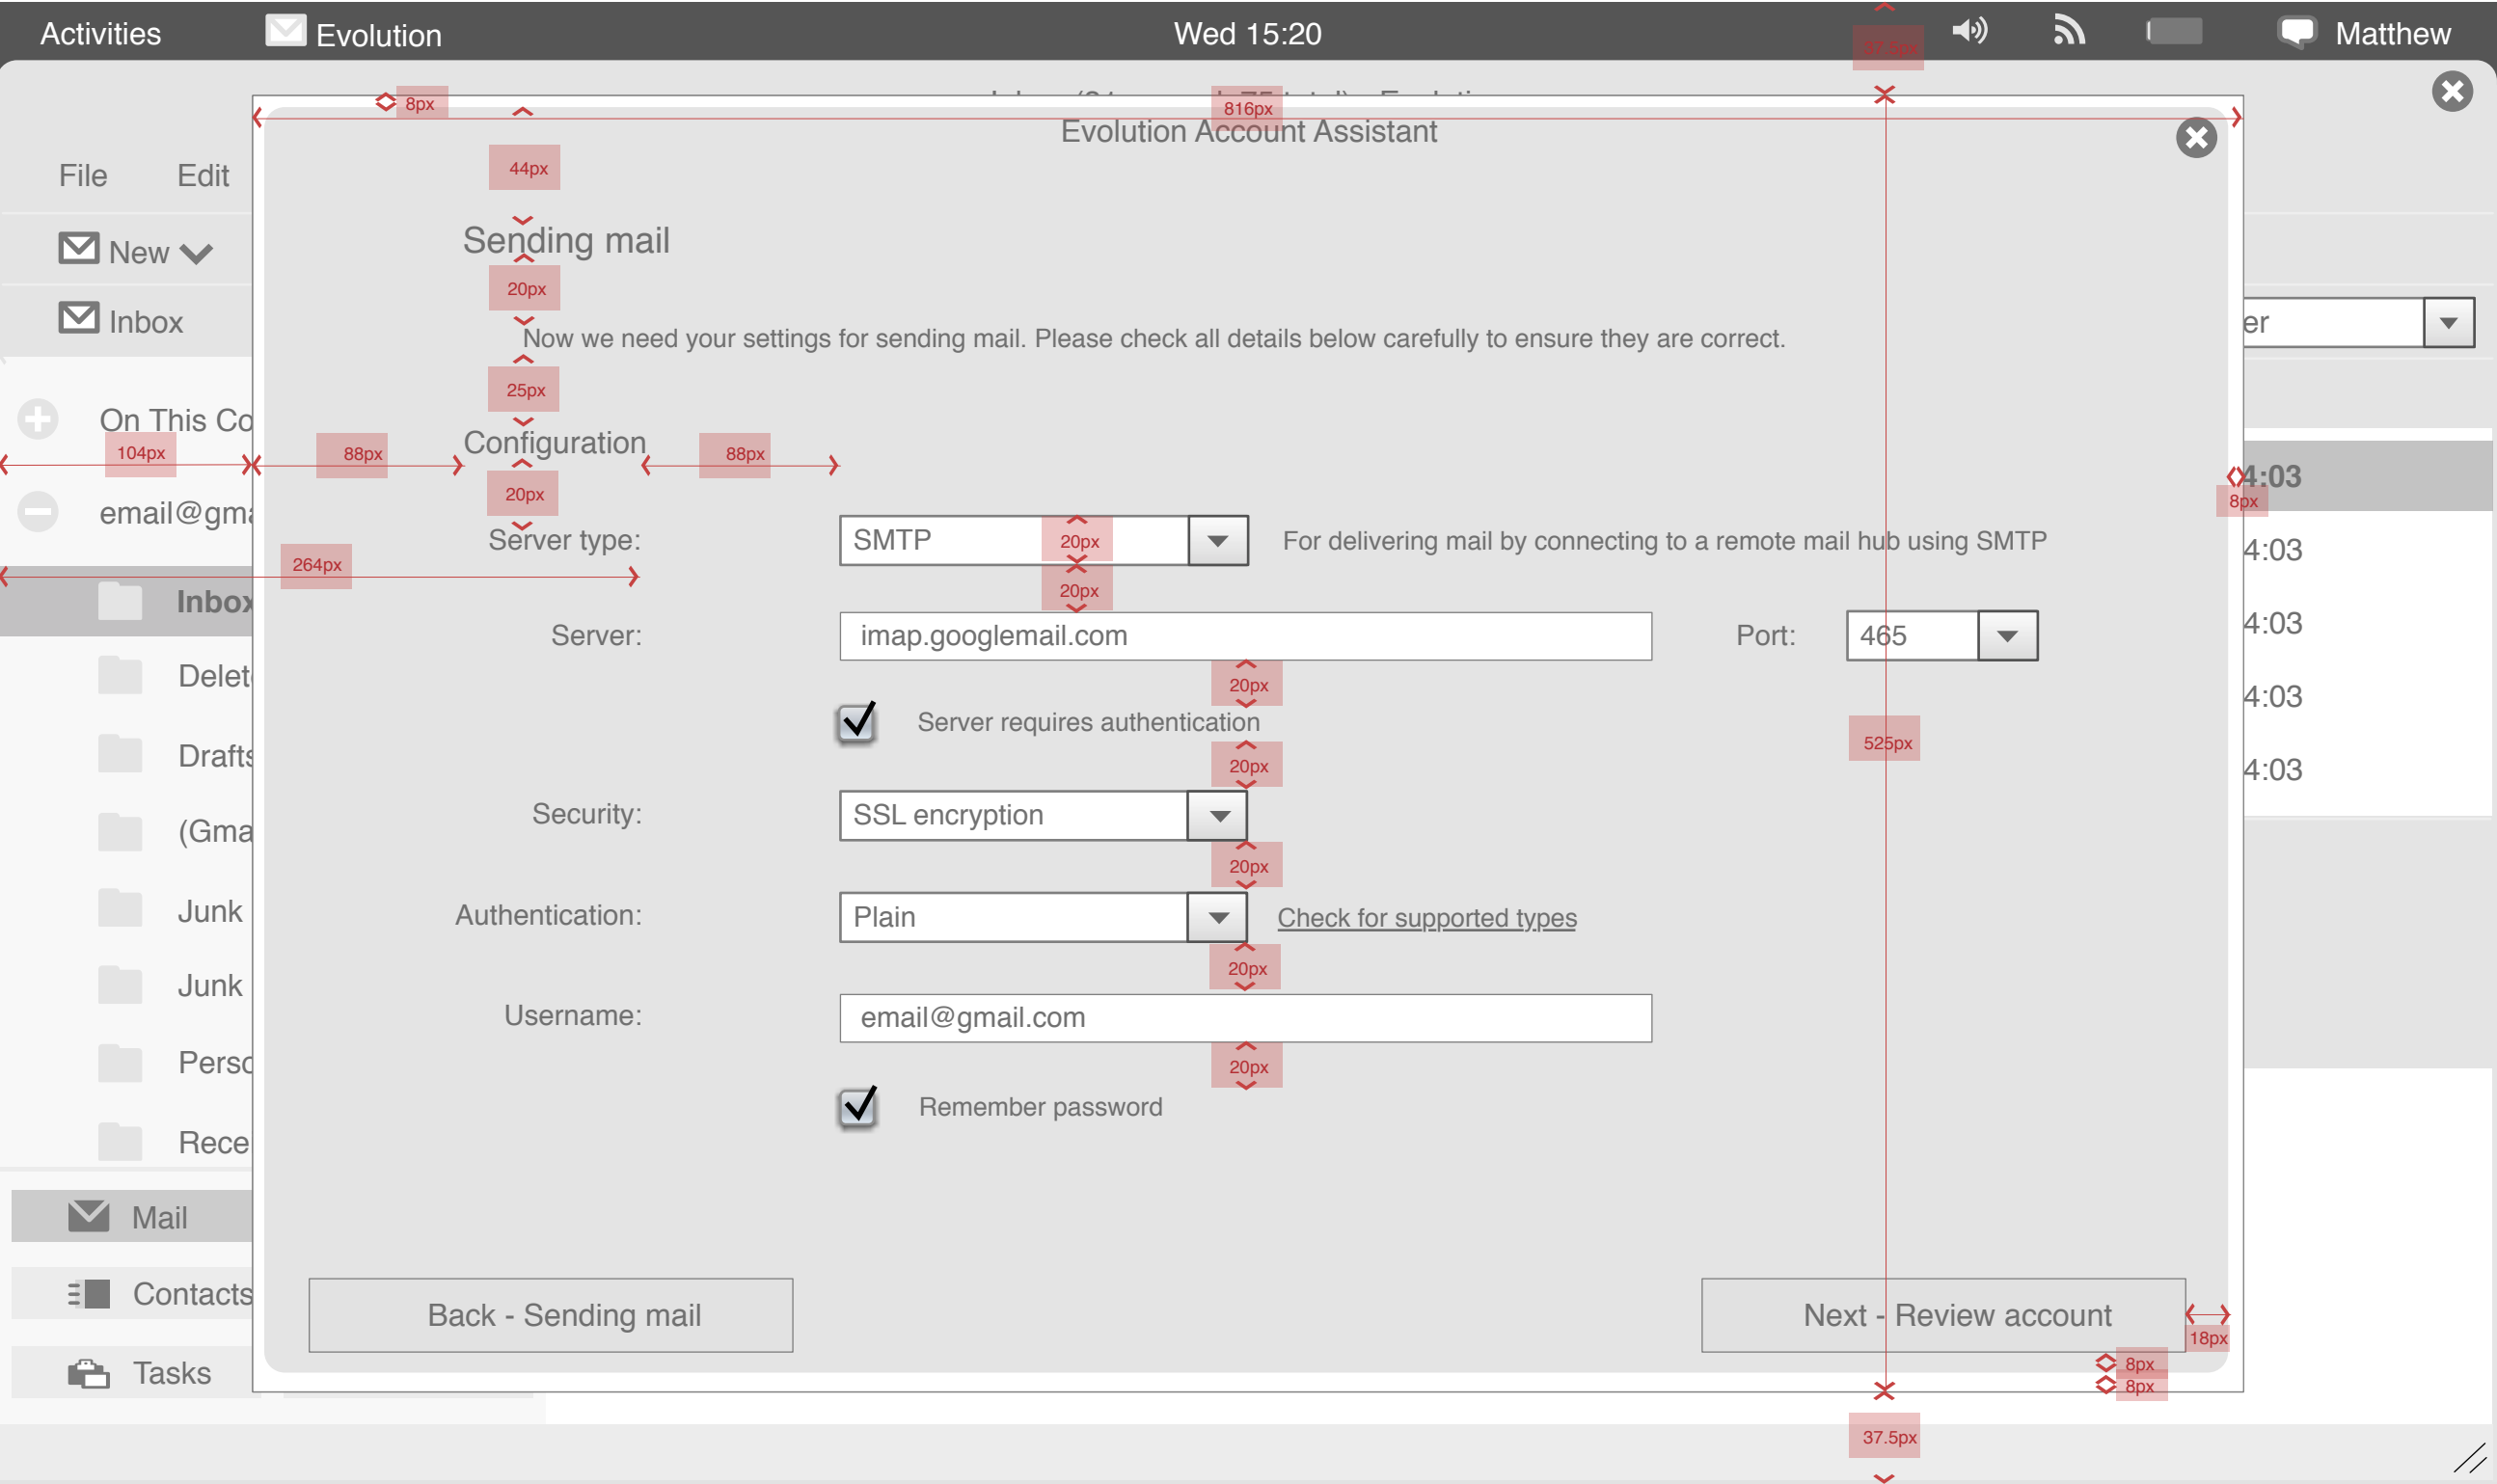 Activities Evolution Wed 15:20 37.5px Matthew
8px 816px
Evolution Account Assistant
File Edit 44px
New Sending mail
20px
Inbox er
Now we need your settings for sending mail. Please check all details below carefully to ensure they are correct.
25px
On This Co
Configuration
104px 88px 88px
4:03
20px 8px
email@gma
Server type: SMTP 20px For delivering mail by connecting to a remote mail hub using SMTP 4:03
264px
20px
Inbox
Server: imap.googlemail.com Port: 465 4:03
Delet
20px 4:03
Server requires authentication
525px
Drafts 20px 4:03
Security: SSL encryption
(Gma
20px
Junk Authentication: Plain Check for supported types
20px
Junk
Username: email@gmail.com
Perso 20px
Remember password
Rece
Mail
Contacts
Back - Sending mail Next - Review account
18px
8px
Tasks
8px
37.5px